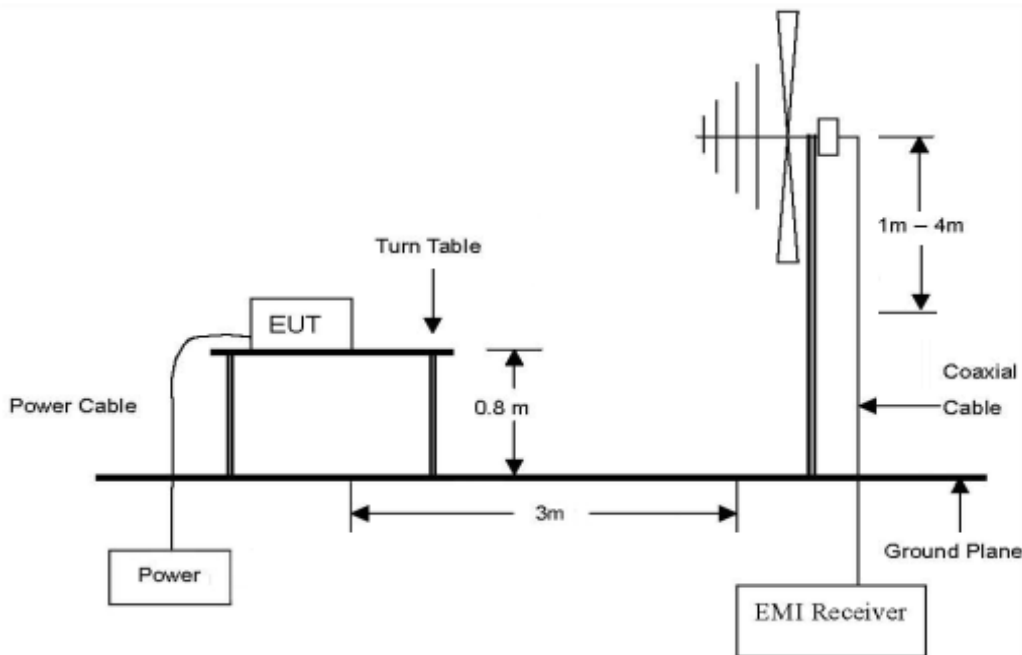 1m – 4m
Turn Table
EUT
Coaxial
Cable
Power Cable
0.8 m
3m
Ground Plane
Power
EMI Receiver